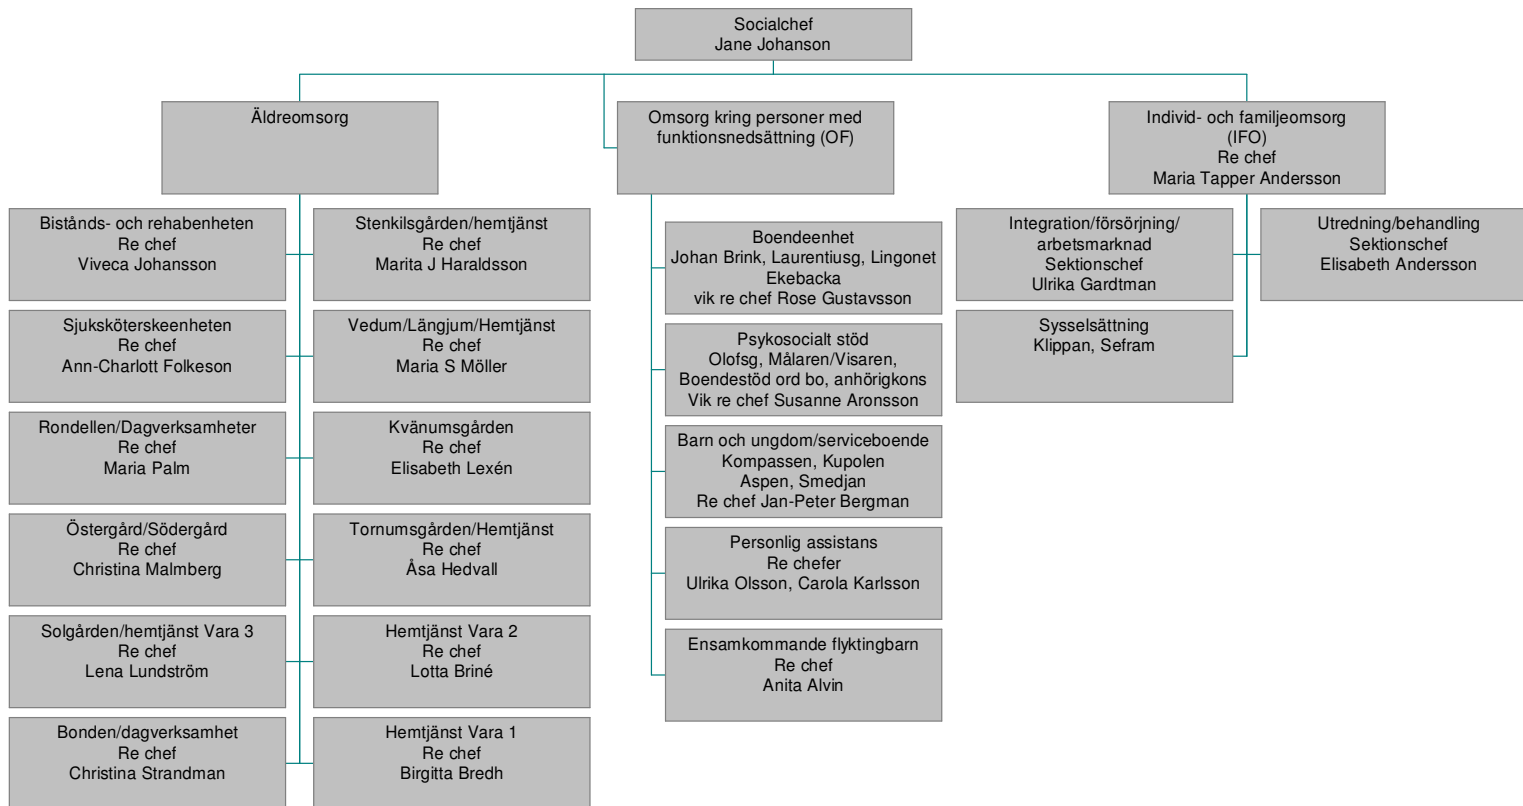 Socialchef
Jane Johanson
Äldreomsorg
Omsorg kring personer med
funktionsnedsättning (OF)
Individ- och familjeomsorg
(IFO)
Re chef
Maria Tapper Andersson
Bistånds- och rehabenheten
Re chef
Viveca Johansson
Stenkilsgården/hemtjänst
Re chef
Marita J Haraldsson
Sjuksköterskeenheten
Re chef
Ann-Charlott Folkeson
Vedum/Längjum/Hemtjänst
Re chef
Maria S Möller
Rondellen/Dagverksamheter
Re chef
Maria Palm
Kvänumsgården
Re chef
Elisabeth Lexén
Östergård/Södergård
Re chef
Christina Malmberg
Tornumsgården/Hemtjänst
Re chef
Åsa Hedvall
Solgården/hemtjänst Vara 3
Re chef
Lena Lundström
Hemtjänst Vara 2
Re chef
Lotta Briné
Bonden/dagverksamhet
Re chef
Christina Strandman
Hemtjänst Vara 1
Re chef
Birgitta Bredh
Boendeenhet
Johan Brink, Laurentiusg, Lingonet
Ekebacka
vik re chef Rose Gustavsson
Psykosocialt stöd
Olofsg, Målaren/Visaren,
Boendestöd ord bo, anhörigkons
Vik re chef Susanne Aronsson
Barn och ungdom/serviceboende
Kompassen, Kupolen
Aspen, Smedjan
Re chef Jan-Peter Bergman
Personlig assistans
Re chefer
Ulrika Olsson, Carola Karlsson
Ensamkommande flyktingbarn
Re chef
Anita Alvin
Integration/försörjning/
arbetsmarknad
Sektionschef
Ulrika Gardtman
Utredning/behandling
Sektionschef
Elisabeth Andersson
Sysselsättning
Klippan, Sefram